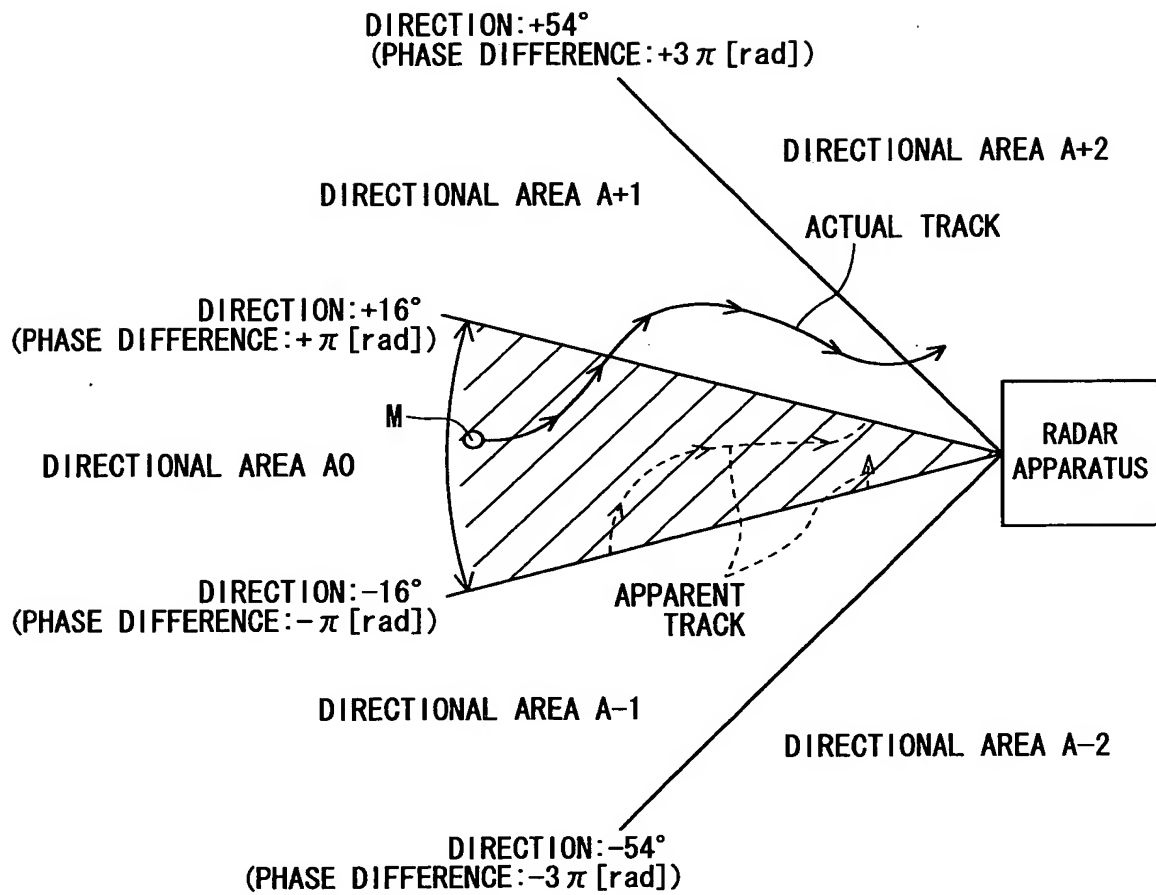 DIRECTION:+54°
(PHASE DIFFERENCE:+3π[rad])
DIRECTIONAL AREA A+2
DIRECTIONAL AREA A+1
ACTUAL TRACK
DIRECTION:+16°
(PHASE DIFFERENCE:+π[rad])
M
RADAR
APPARATUS
DIRECTIONAL AREA A0
DIRECTION:-16°
(PHASE DIFFERENCE:-π[rad])
APPARENT
TRACK
DIRECTIONAL AREA A-1
DIRECTIONAL AREA A-2
DIRECTION:-54°
(PHASE DIFFERENCE:-3π[rad])